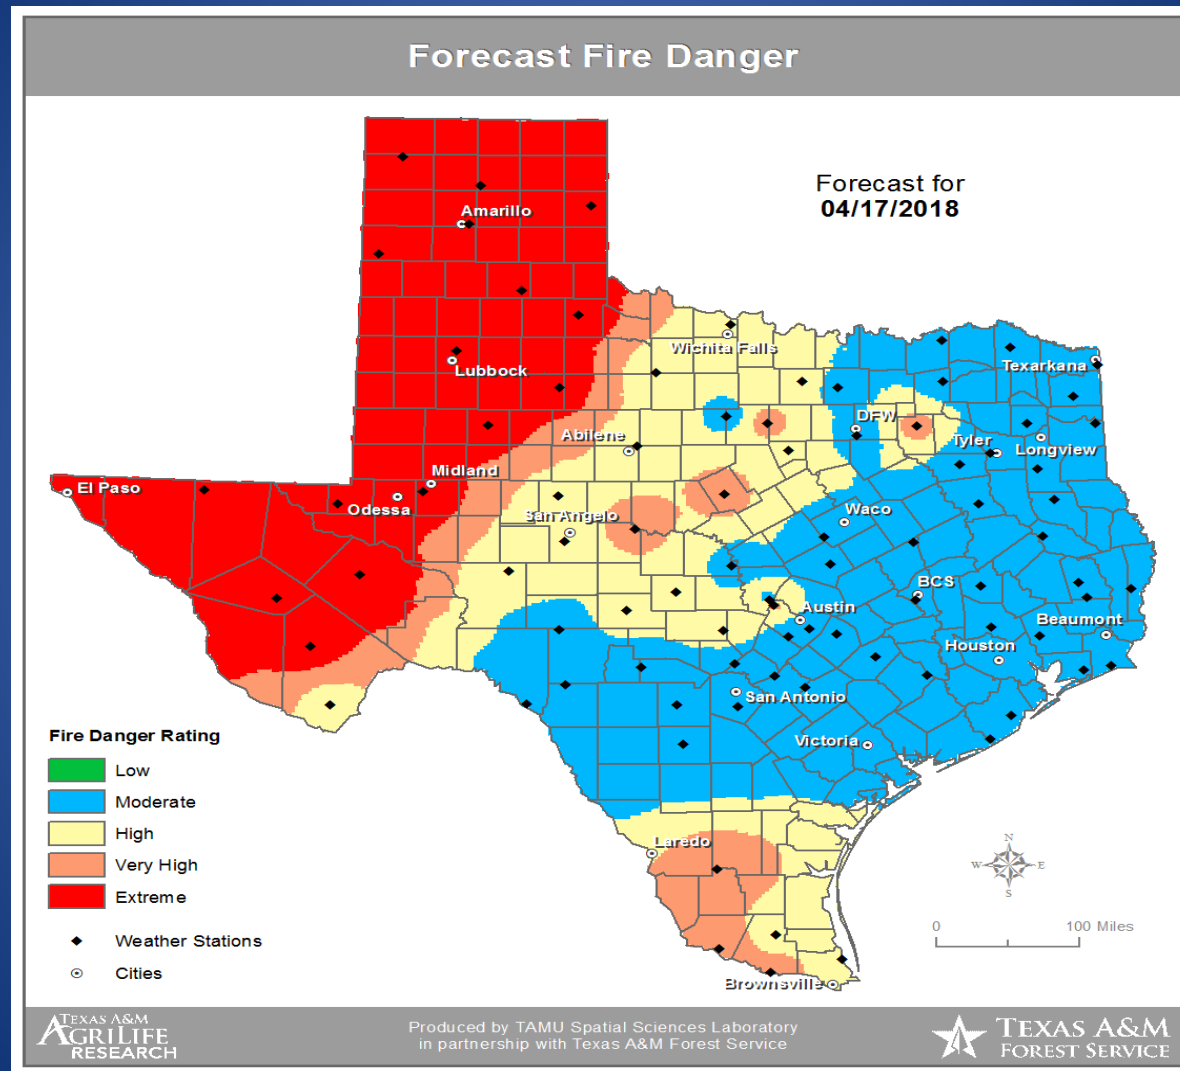 Forecast Fire Danger
Forecast for
04/17/2018
Amarillo
Wichita Falls
Texarkana
Lubbock
DFW
Abilene
Tyler
Longview
Midland
El Paso
Odessa
San Angelo
Waco
BCS
Austin
Beaumont
Houston
San Antonio
Victoria
Fire Danger Rating
Low
Moderate
High
Very High
Extreme
Weather Stations
Cities
Laredo
Brownsville
N
W
E
S
0
100 Miles
TEXAS A&M
AGRILIFE
RESEARCH
Produced by TAMU Spatial Sciences Laboratory
in partnership with Texas A&M Forest Service
TEXAS A&M
FOREST SERVICE